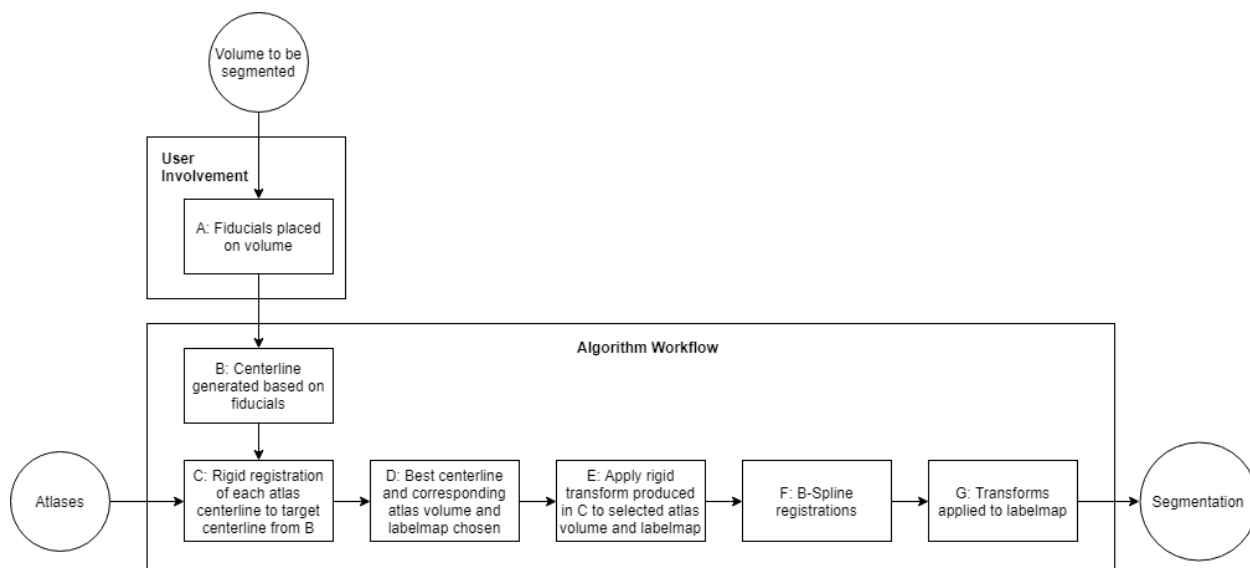 Volume to be
segmented
User
Involvement
A: Fiducials placed
on volume
Algorithm Workflow
B: Centerline
generated based on
fiducials
Atlases
C: Rigid registration
of each atlas
centerline to target
centerline from B
D: Best centerline
and corresponding
atlas volume and
labelmap chosen
E: Apply rigid
transform produced
in C to selected atlas
volume and labelmap
F: B-Spline
registrations
G: Transforms
applied to labelmap
Segmentation